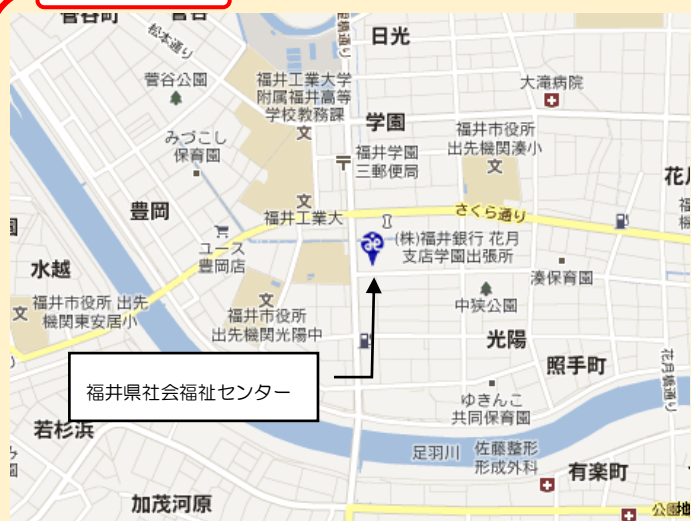 菅谷町
松本通り
日光
菅谷公園
福井工業大学
附属福井高等
学校教務課
大滝病院
学園
みづこし
保育園
福井学園
三郵便局
福井市役所
出先機関湊小
豊岡
福井工業大
さくら通り
ユース
豊岡店
(株)福井銀行 花月
支店学園出張所
水越
湊保育園
福井市役所 出先
機関東安居小
福井市役所
出先機関光陽中
中狭公園
光陽
照手町
花月橋通り
福井県社会福祉センター
ゆきんこ
共同保育園
若杉浜
足羽川
佐藤整形
形成外科
有楽町
加茂河原